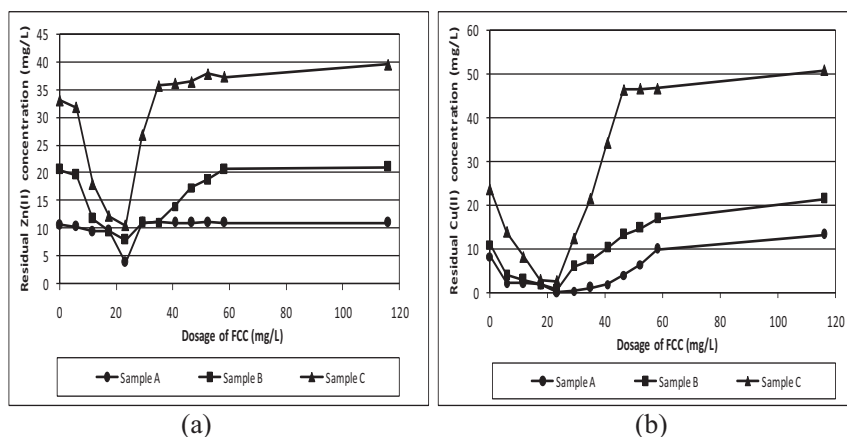 Residual Zn(II) concentration (mg/L)
45
40
35
30
25
20
15
10
5
0
0 20 40 60 80 100 120
Dosage of FCC (mg/L)
Sample A Sample B Sample C
(a)
Residual Cu(II) concentration (mg/L)
60
50
40
30
20
10
0
0 20 40 60 80 100 120
Dosage of FCC (mg/L)
Sample A Sample B Sample C
(b)